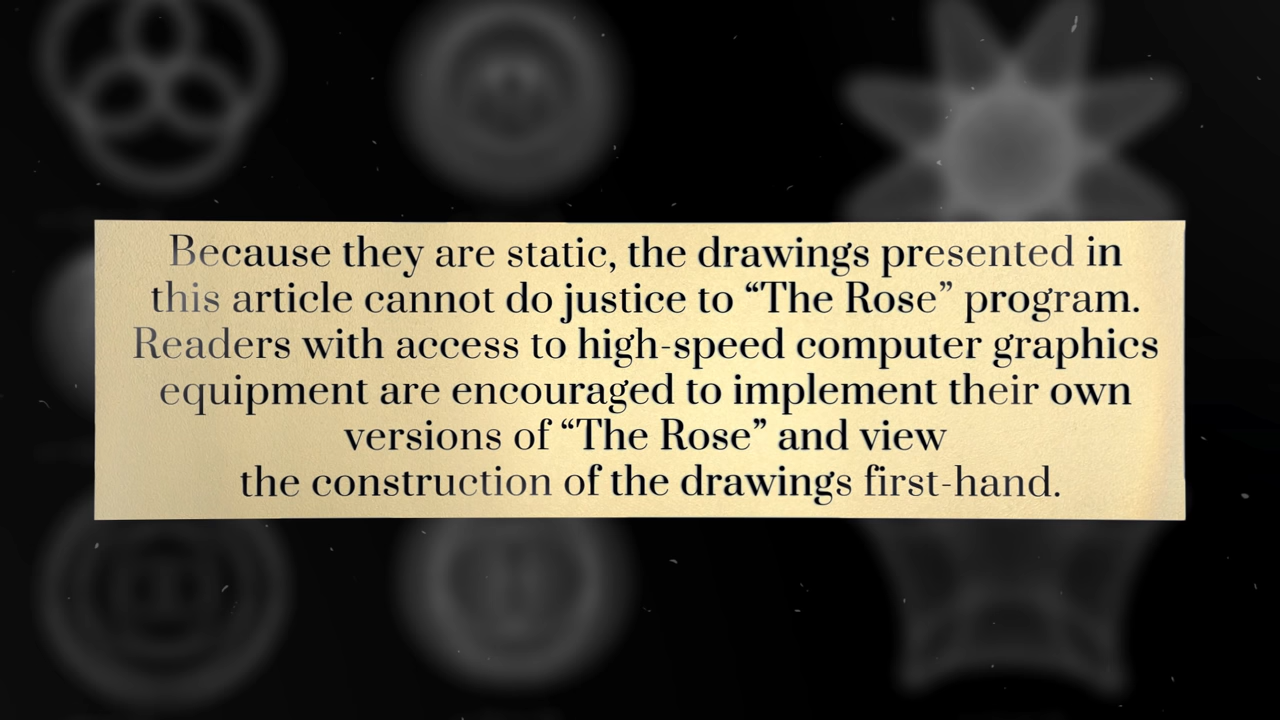 Because they are static, the drawings presented in
this article cannot do justice to “The Rose” program.
Readers with access to high-speed computer graphics
equipment are encouraged to implement their own
versions of “The Rose” and view
the construction of the drawings first-hand.